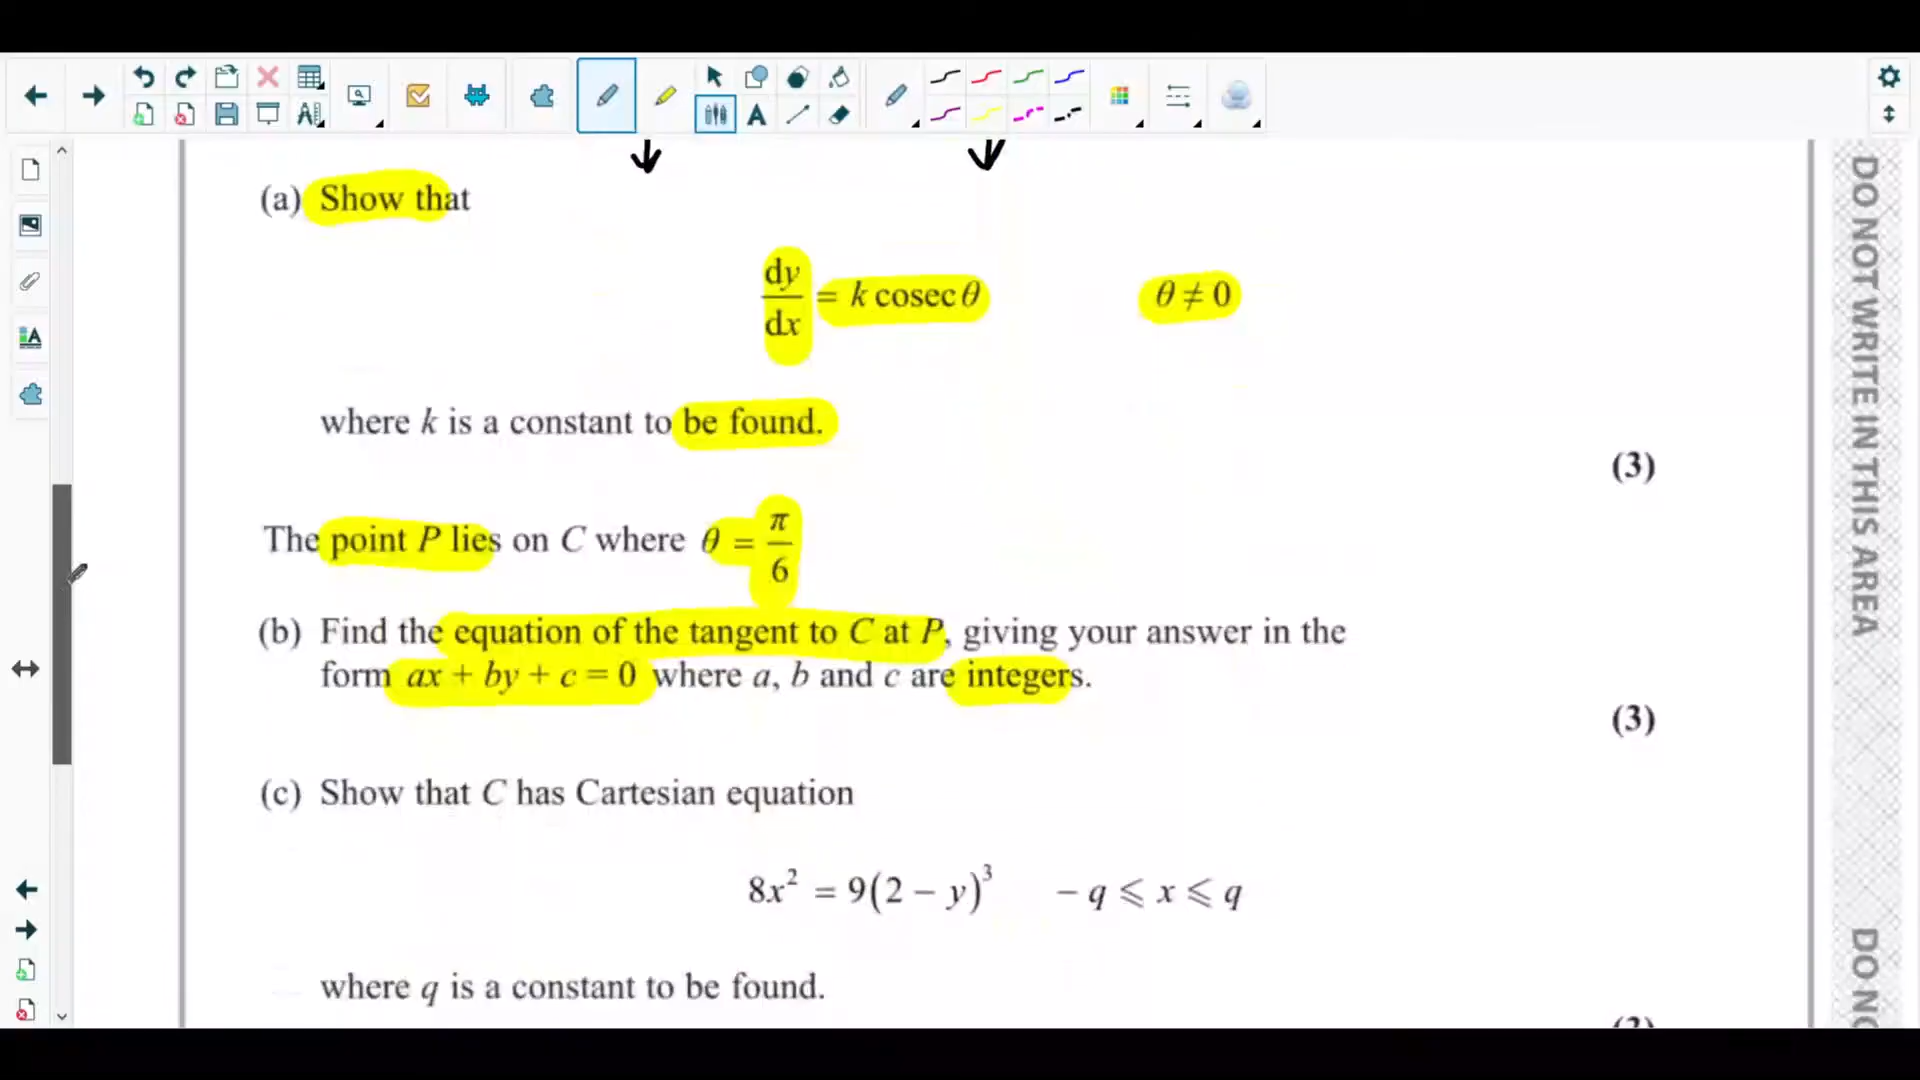 (a) Show that
dy/dx = k cosec θ    θ ≠ 0
where k is a constant to be found.
(3)
The point P lies on C where θ = π/6
(b) Find the equation of the tangent to C at P, giving your answer in the
form ax + by + c = 0 where a, b and c are integers.
(3)
(c) Show that C has Cartesian equation
8x² = 9(2 − y)³    − q ⩽ x ⩽ q
where q is a constant to be found.
DO NOT WRITE IN THIS AREA